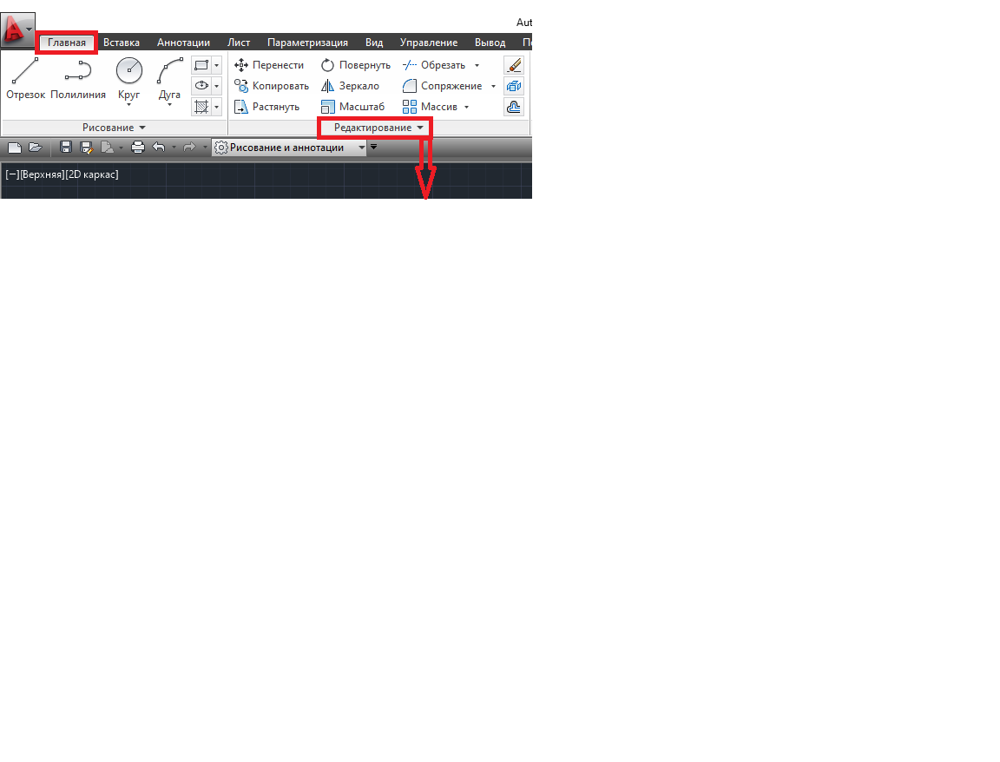 Aut
Главная Вставка Аннотации Лист Параметризация Вид Управление Вывод П
Перенести Повернуть Обрезать
Отрезок Полилиния Круг Дуга Копировать Зеркало Сопряжение
Растянуть Масштаб Массив
Рисование Редактирование
Рисование и аннотации
[−][Верхняя][2D каркас]